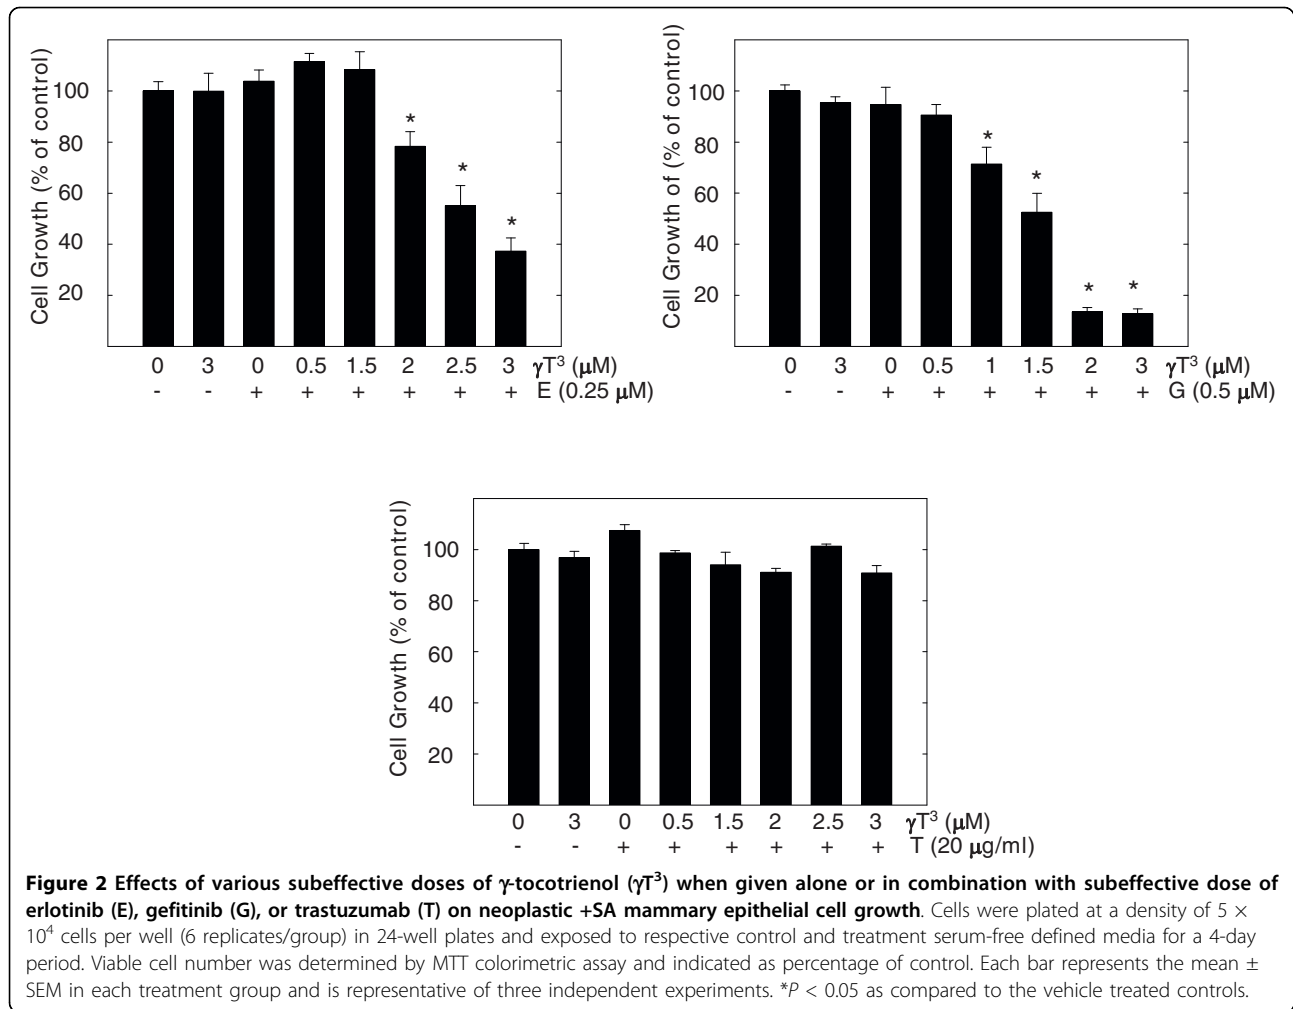 Cell Growth (% of control)
100
80
60
40
20
* * *
0 3 0 0.5 1.5 2 2.5 3 γT³ (μM)
- - + + + + + + E (0.25 μM)
Cell Growth of (% of control)
100
80
60
40
20
* * * *
0 3 0 0.5 1 1.5 2 3 γT³ (μM)
- - + + + + + + G (0.5 μM)
Cell Growth (% of control)
100
80
60
40
20
0 3 0 0.5 1.5 2 2.5 3 γT³ (μM)
- - + + + + + + T (20 μg/ml)
Figure 2 Effects of various subeffective doses of γ-tocotrienol (γT³) when given alone or in combination with subeffective dose of
erlotinib (E), gefitinib (G), or trastuzumab (T) on neoplastic +SA mammary epithelial cell growth. Cells were plated at a density of 5 ×
10⁴ cells per well (6 replicates/group) in 24-well plates and exposed to respective control and treatment serum-free defined media for a 4-day
period. Viable cell number was determined by MTT colorimetric assay and indicated as percentage of control. Each bar represents the mean ±
SEM in each treatment group and is representative of three independent experiments. *P < 0.05 as compared to the vehicle treated controls.